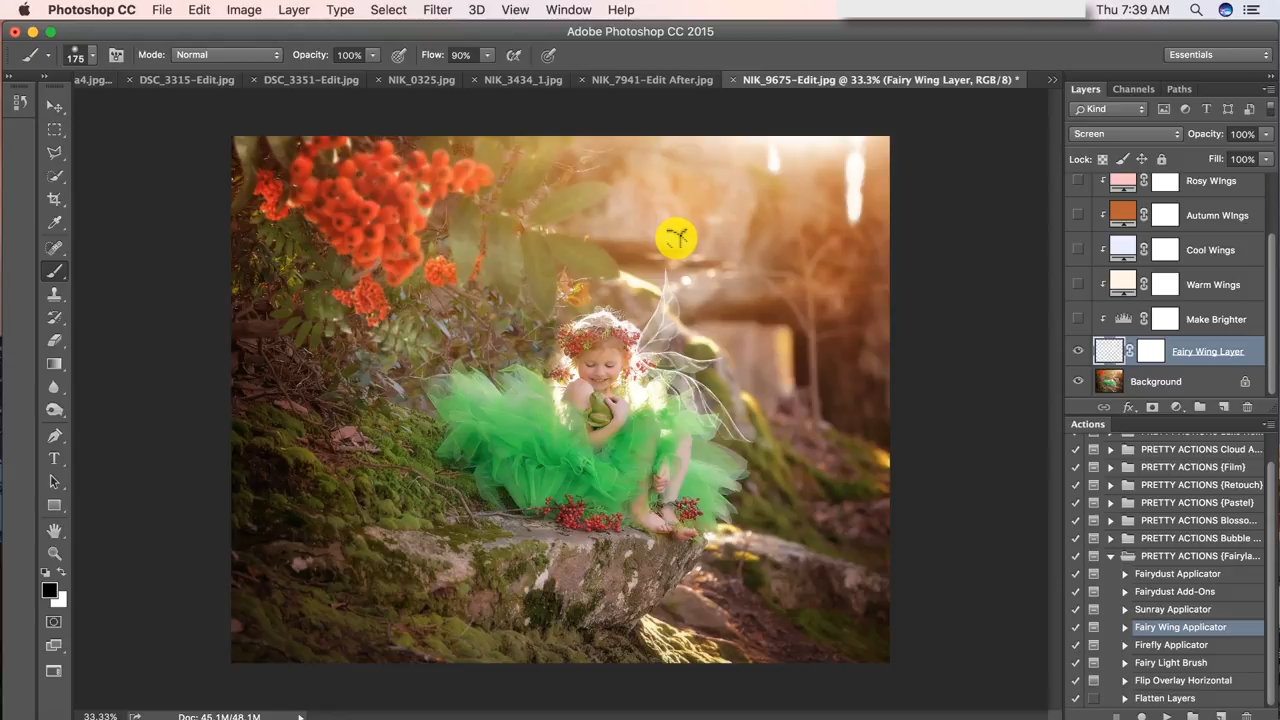 Photoshop CC File Edit Image Layer Type Select Filter 3D View Window Help Thu 7:39 AM
Adobe Photoshop CC 2015
175 Mode: Normal Opacity: 100% Flow: 90% Essentials
a4.jpg... × DSC_3315-Edit.jpg × DSC_3351-Edit.jpg × NIK_0325.jpg × NIK_3434_1.jpg × NIK_7941-Edit After.jpg × NIK_9675-Edit.jpg @ 33.3% (Fairy Wing Layer, RGB/8) *
Layers Channels Paths
Kind
Screen Opacity: 100%
Lock: Fill: 100%
Rosy WIngs
Autumn WIngs
Cool Wings
Warm Wings
Make Brighter
Fairy Wing Layer
Background
fx
Actions
PRETTY ACTIONS Cloud A...
PRETTY ACTIONS {Film}
PRETTY ACTIONS {Retouch}
PRETTY ACTIONS {Pastel}
PRETTY ACTIONS Blosso...
PRETTY ACTIONS Bubble ...
PRETTY ACTIONS {Fairyla...
Fairydust Applicator
Fairydust Add-Ons
Sunray Applicator
Fairy Wing Applicator
Firefly Applicator
Fairy Light Brush
Flip Overlay Horizontal
Flatten Layers
33.33% Doc: 45.1M/48.1M